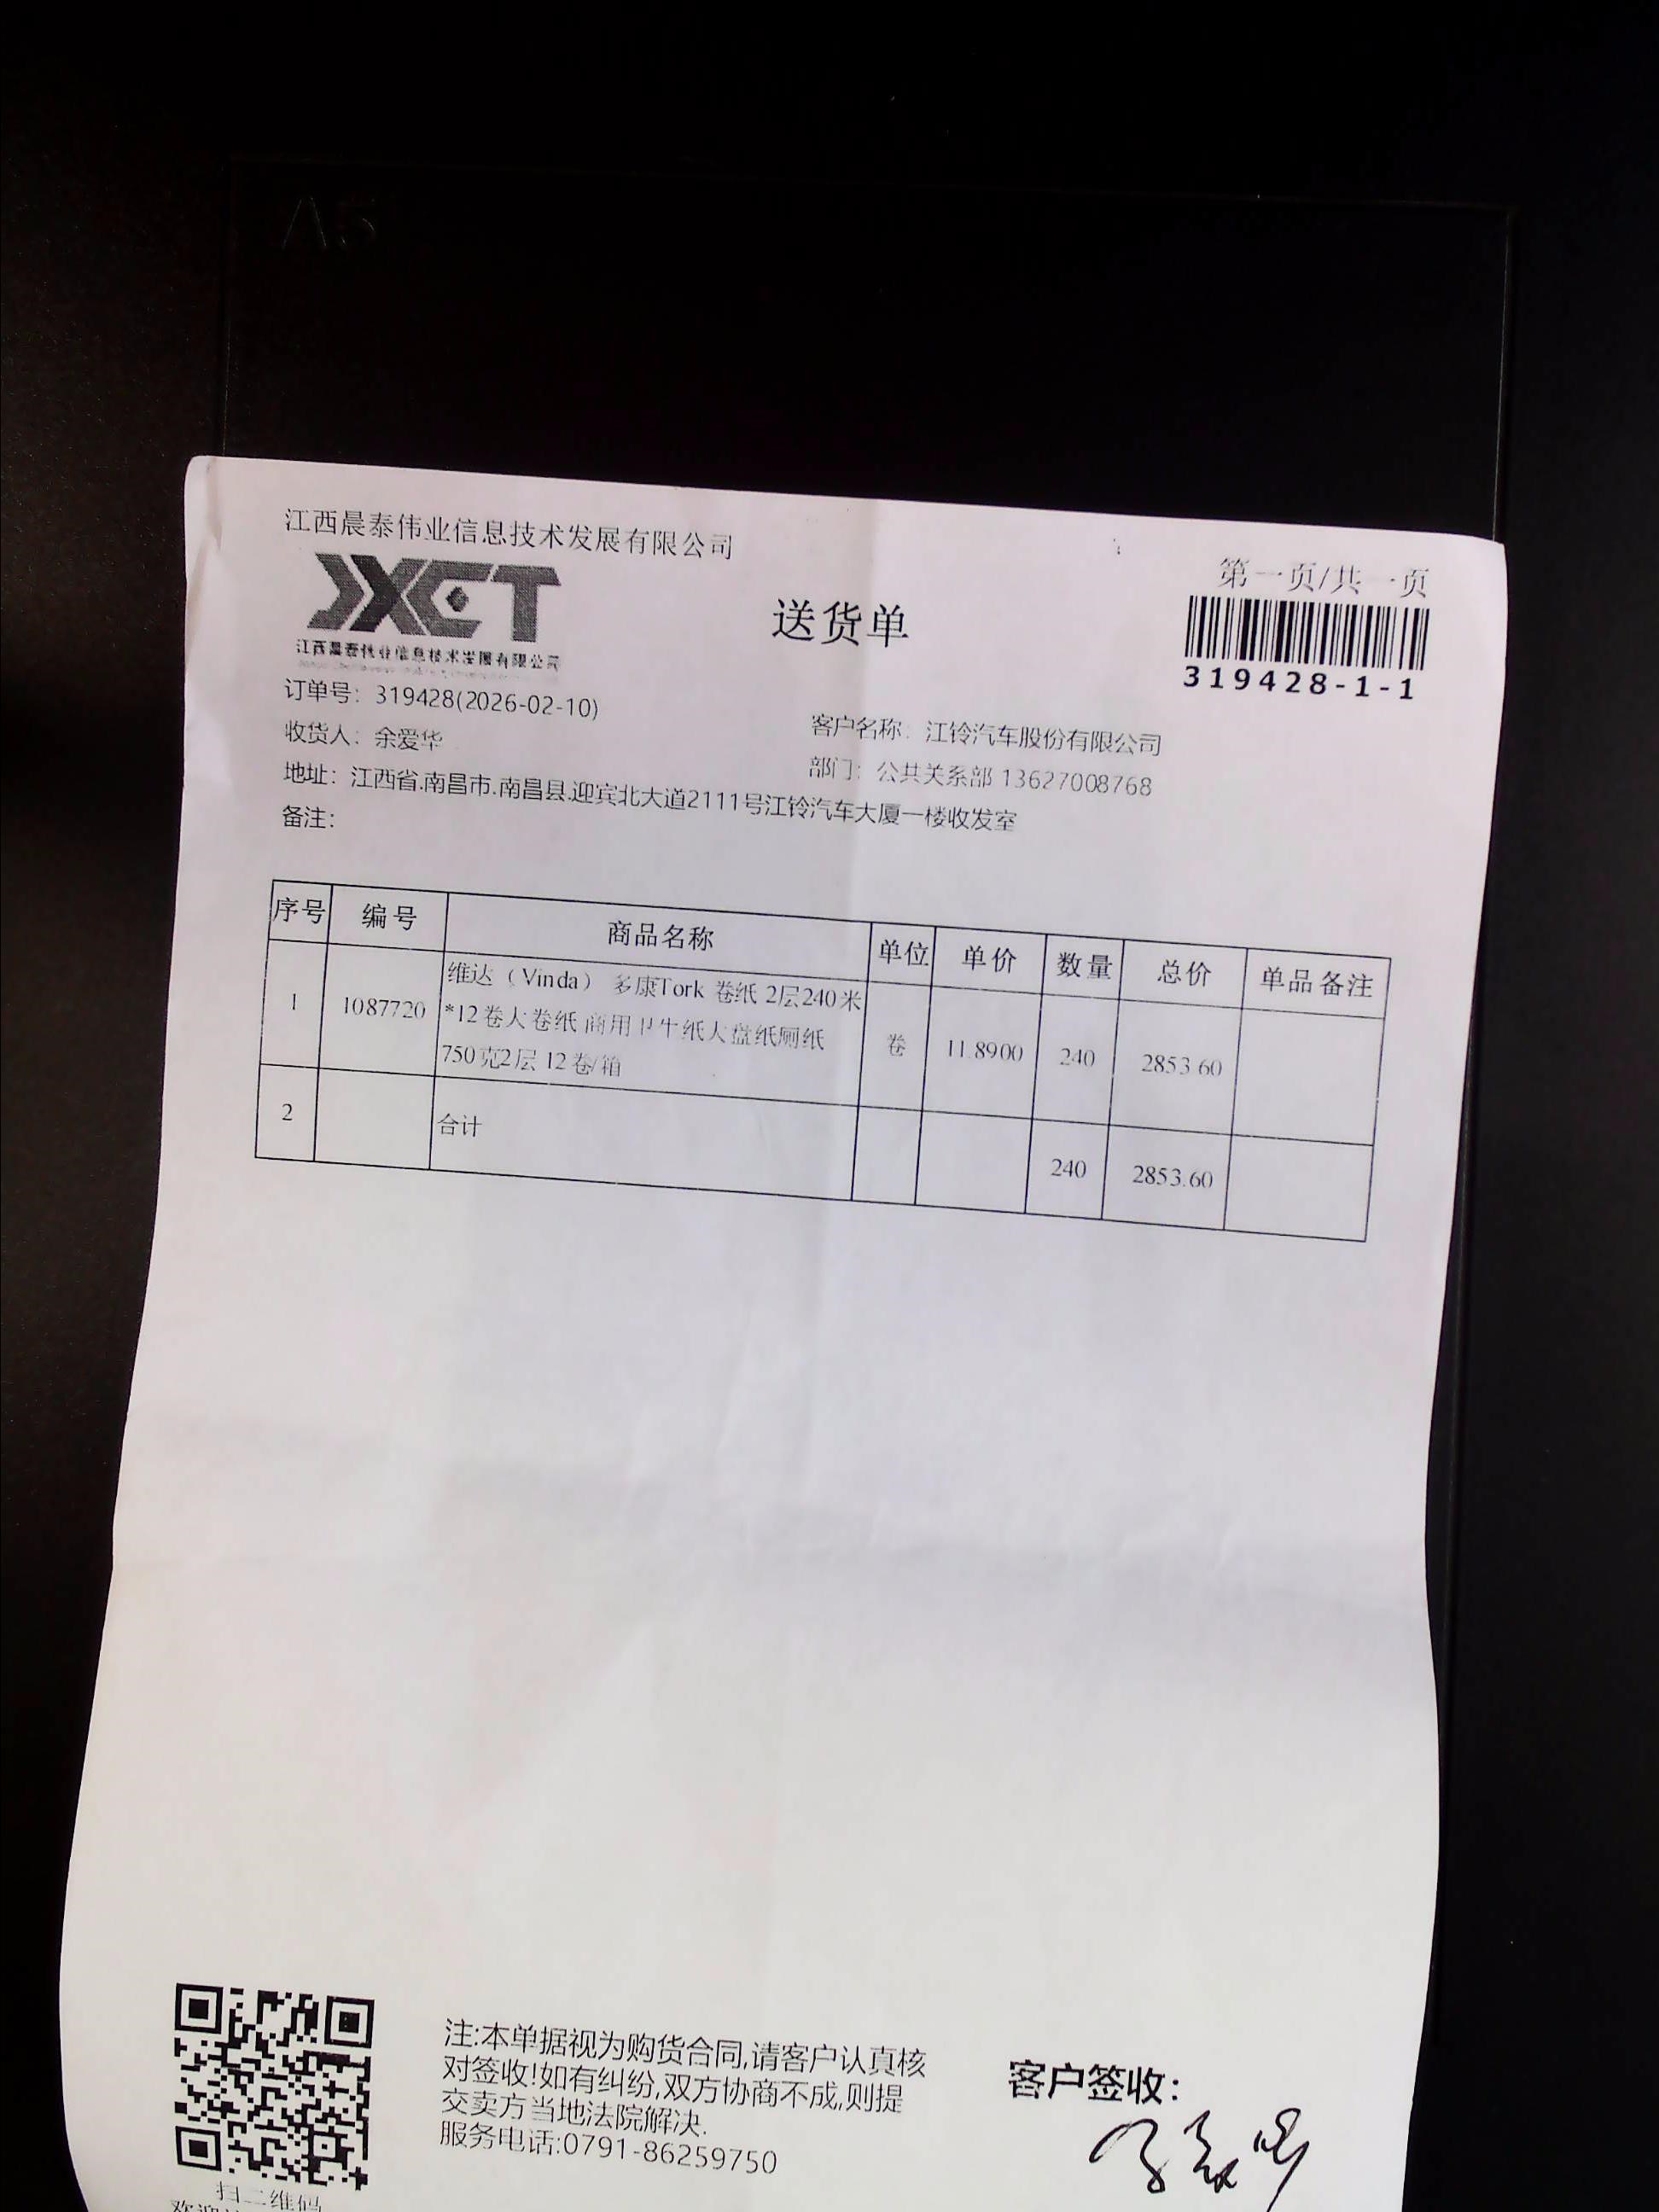 江西晨泰伟业信息技术发展有限公司
JXCT
江西晨泰伟业信息技术发展有限公司
送货单
第一页/共一页
319428-1-1
订单号：319428(2026-02-10)
客户名称：江铃汽车股份有限公司
收货人：余爱华
部门：公共关系部 13627008768
地址：江西省.南昌市.南昌县.迎宾北大道2111号江铃汽车大厦一楼收发室
备注：
序号 编号 商品名称 单位 单价 数量 总价 单品备注
1 1087720 维达（Vinda） 多康Tork 卷纸 2层240米
*12卷大卷纸 商用卫生纸大盘纸厕纸
750克2层 12卷/箱 卷 11.8900 240 2853.60
2 合计 240 2853.60
注:本单据视为购货合同,请客户认真核
对签收!如有纠纷,双方协商不成,则提
交卖方当地法院解决.
服务电话:0791-86259750
客户签收：
扫二维码
A5